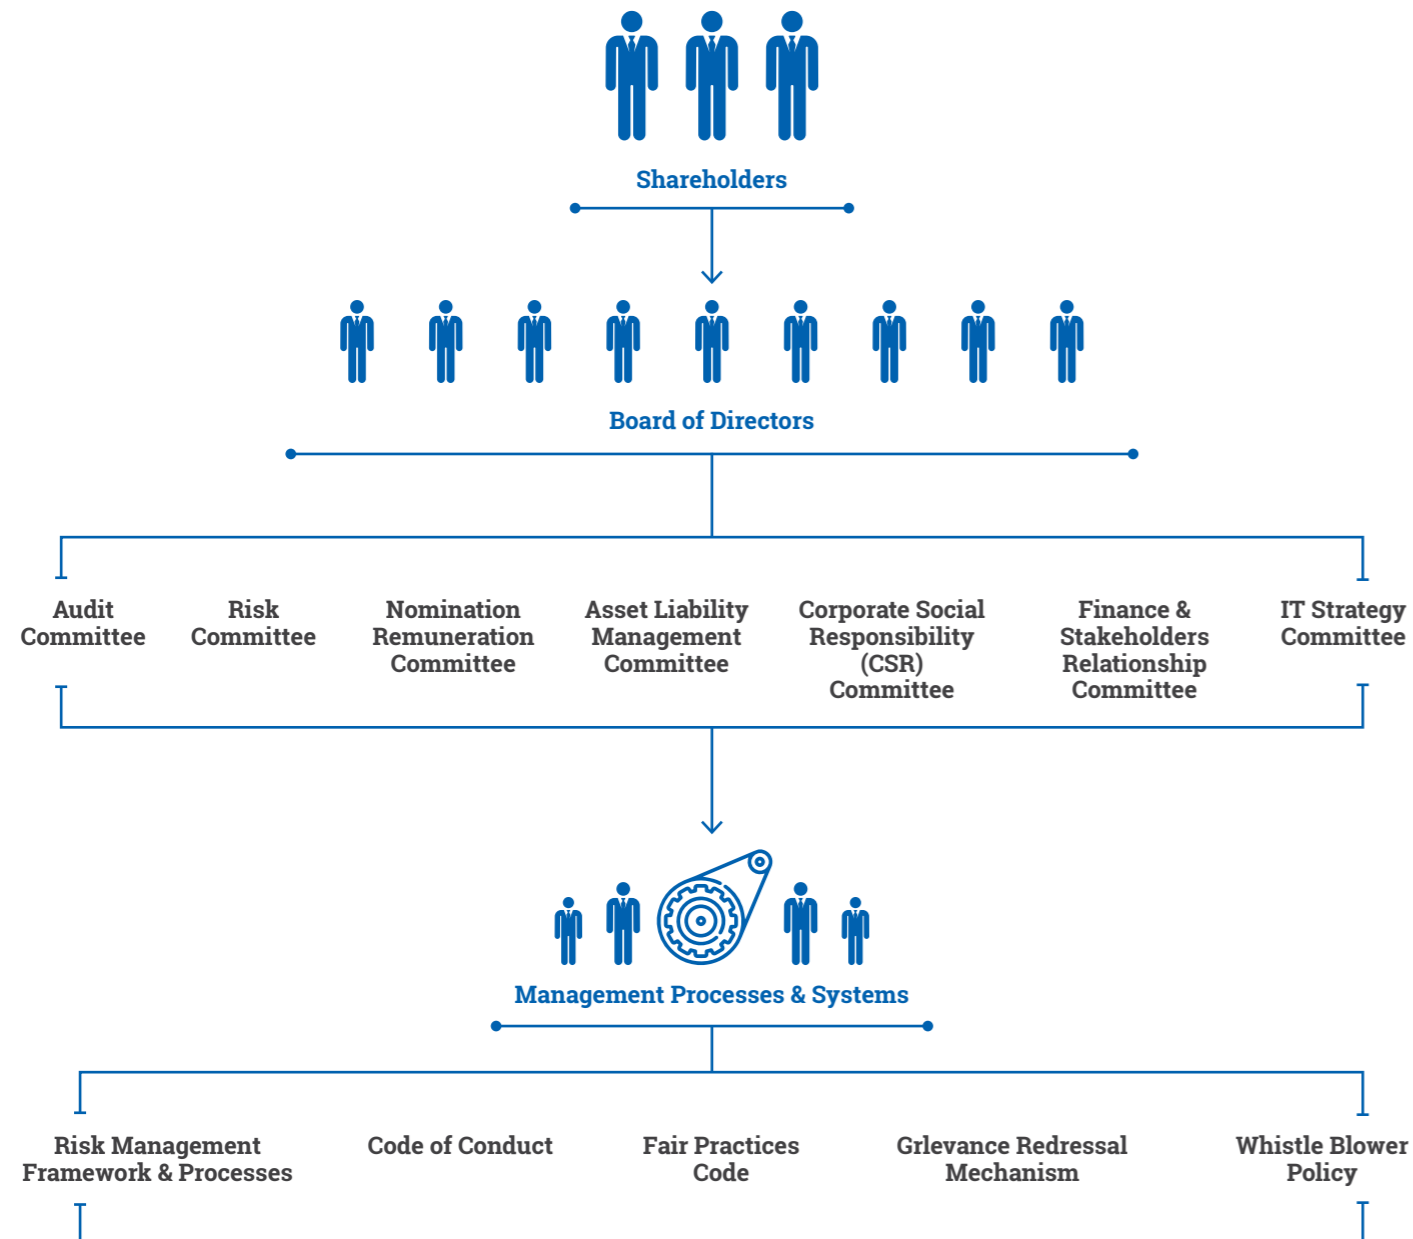 Shareholders
Board of Directors
Audit
Committee
Risk
Committee
Nomination
Remuneration
Committee
Asset Liability
Management
Committee
Corporate Social
Responsibility
(CSR)
Committee
Finance &
Stakeholders
Relationship
Committee
IT Strategy
Committee
Management Processes & Systems
Risk Management
Framework & Processes
Code of Conduct
Fair Practices
Code
Grlevance Redressal
Mechanism
Whistle Blower
Policy